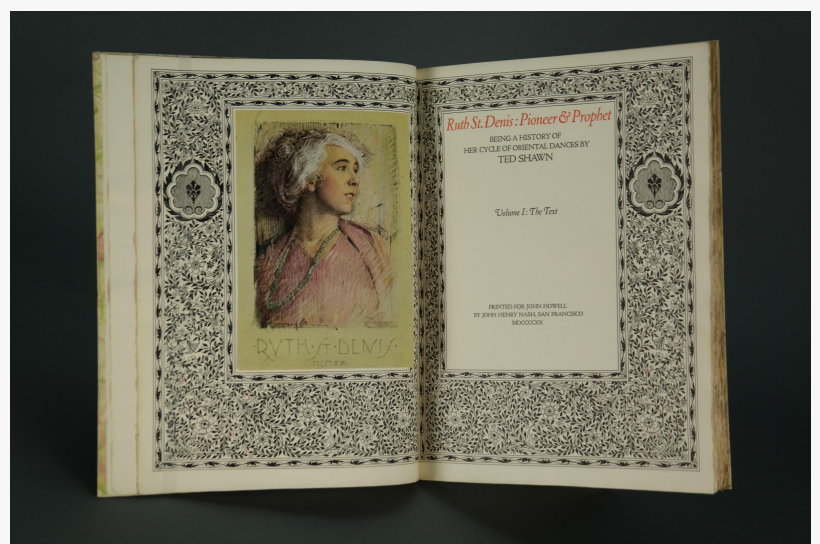 RUTH · ST · DENIS
Ruth St. Denis: Pioneer & Prophet
BEING A HISTORY OF
HER CYCLE OF ORIENTAL DANCES BY
TED SHAWN
Volume I: The Text
PRINTED FOR JOHN HOWELL
BY JOHN HENRY NASH, SAN FRANCISCO
MDCCCCXX